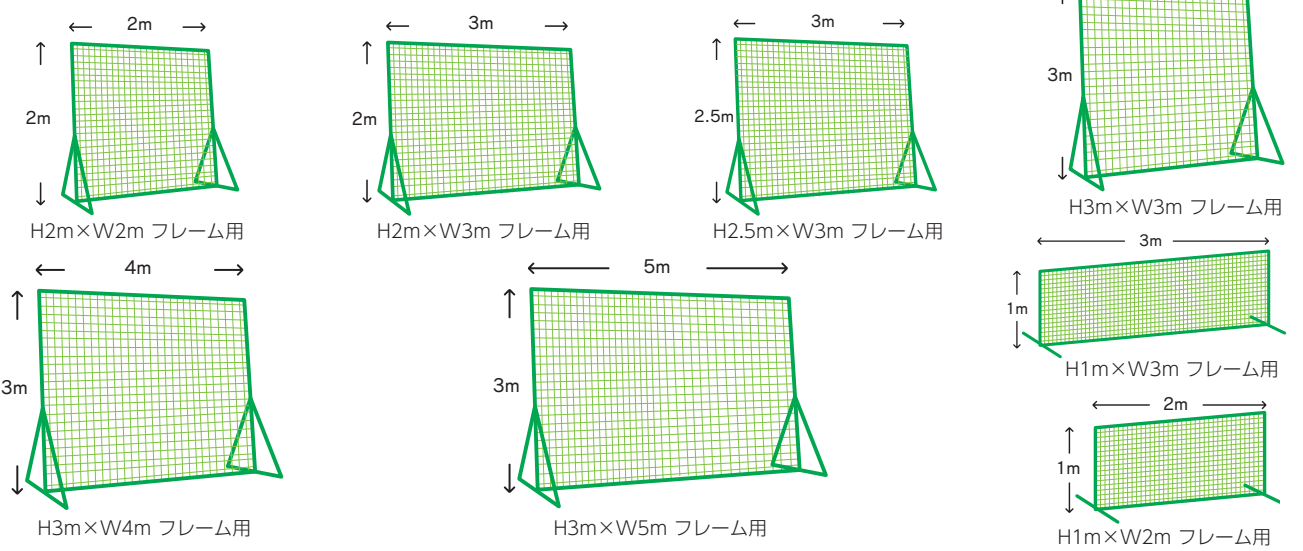 2m
2m
H2m×W2m フレーム用
3m
2m
H2m×W3m フレーム用
3m
2.5m
H2.5m×W3m フレーム用
3m
H3m×W3m フレーム用
4m
3m
H3m×W4m フレーム用
5m
3m
H3m×W5m フレーム用
3m
1m
H1m×W3m フレーム用
2m
1m
H1m×W2m フレーム用